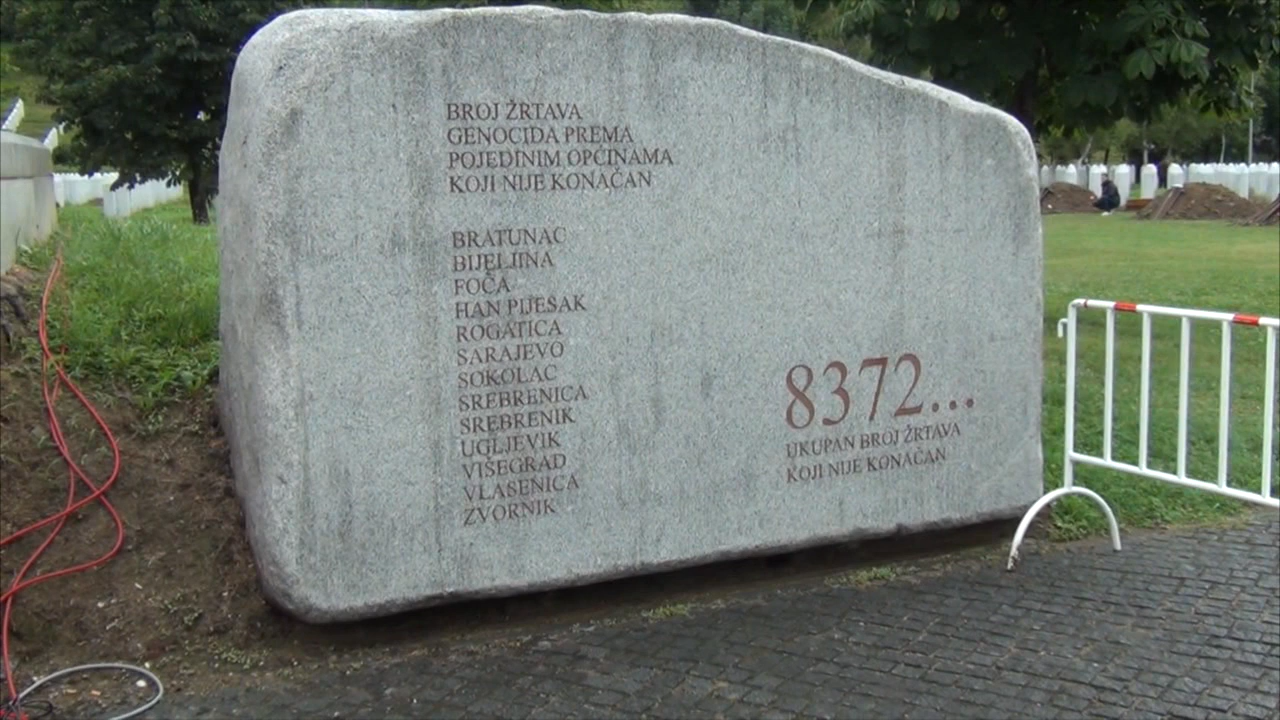 BROJ ŽRTAVA
GENOCIDA PREMA
POJEDINIM OPĆINAMA
KOJI NIJE KONAČAN
BRATUNAC
BIJELJINA
FOČA
HAN PIJESAK
ROGATICA
SARAJEVO
SOKOLAC
SREBRENICA
SREBRENIK
UGLJEVIK
VIŠEGRAD
VLASENICA
ZVORNIK
8372...
UKUPAN BROJ ŽRTAVA
KOJI NIJE KONAČAN